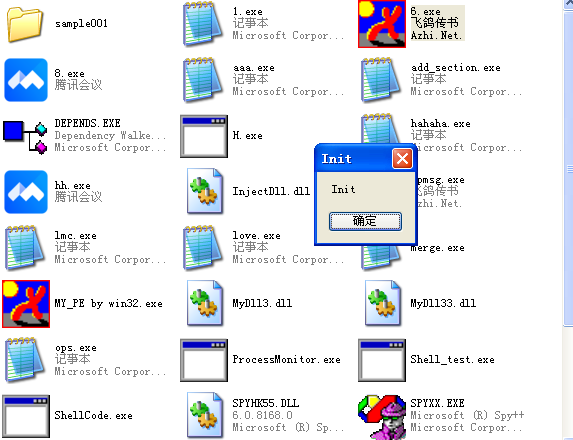 sample001
1.exe
记事本
Microsoft Corpor...
6.exe
飞鸽传书
Azhi.Net.
8.exe
腾讯会议
aaa.exe
记事本
Microsoft Corpor...
add_section.exe
记事本
Microsoft Corpor...
DEPENDS.EXE
Dependency Walke...
Microsoft Corpor...
H.exe
hahaha.exe
记事本
Microsoft Corpor...
Init
Init
确定
hh.exe
腾讯会议
InjectDll.dll
pmsg.exe
飞鸽传书
Azhi.Net.
lmc.exe
记事本
Microsoft Corpor...
love.exe
记事本
Microsoft Corpor...
merge.exe
MY_PE by win32.exe
MyDll3.dll
MyDll33.dll
ops.exe
记事本
Microsoft Corpor...
ProcessMonitor.exe
Shell_test.exe
ShellCode.exe
SPYHK55.DLL
6.0.8168.0
Microsoft (R) Sp...
SPYXX.EXE
Microsoft (R) Spy++
Microsoft Corpor...